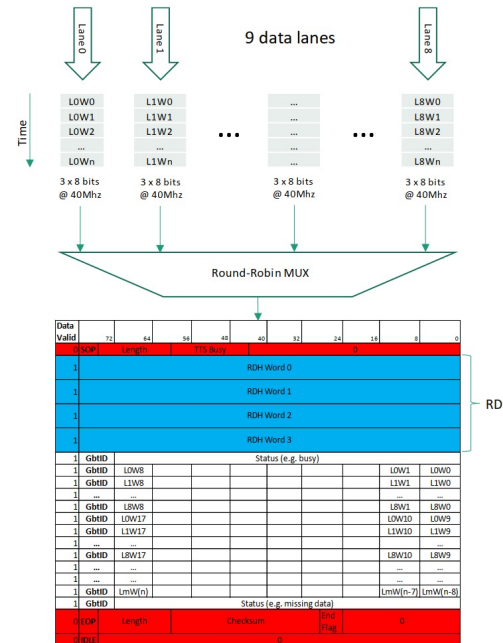 Lane 0
Lane 1
9 data lanes
Lane 8
Time
L0W0 L1W0 ... L8W0
L0W1 L1W1 ... L8W1
L0W2 L1W2 ... ... ... L8W2
... ... ... ...
L0Wn L1Wn ... L8Wn
3 x 8 bits 3 x 8 bits 3 x 8 bits 3 x 8 bits
@ 40Mhz @ 40Mhz @ 40Mhz @ 40Mhz
Round-Robin MUX
Data
Valid 72 64 56 48 40 32 24 16 8 0
0 SOP Length TTS Busy 0
1 RDH Word 0
1 RDH Word 1
1 RDH Word 2
1 RDH Word 3
RD
1 GbtID Status (e.g. busy)
1 GbtID L0W8 L0W1 L0W0
1 GbtID L1W8 L1W1 L1W0
1 ... ... ... ...
1 GbtID L8W8 L8W1 L8W0
1 GbtID L0W17 L0W10 L0W9
1 GbtID L1W17 L1W10 L1W9
1 ... ... ... ...
1 GbtID L8W17 L8W10 L8W9
1 ... ...
1 ... ...
1 GbtID LmW(n) LmW(n-7) LmW(n-8)
1 GbtID Status (e.g. missing data)
0 EOP Length Checksum End Flag 0
0 IDLE 0